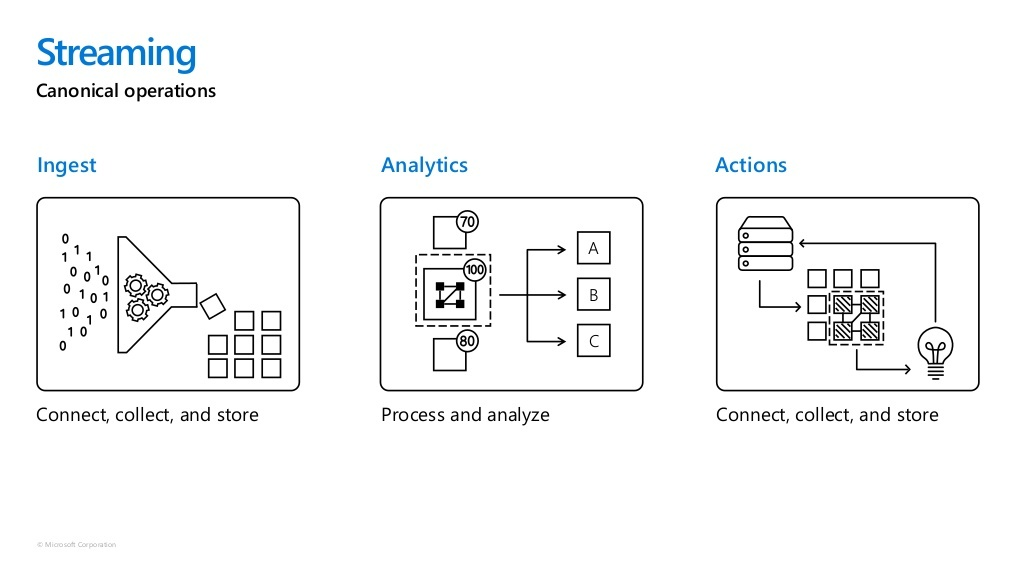 Streaming
Canonical operations
Ingest
Analytics
Actions
0
1
1
1
0
0
1
0
0
1
0
1
1
0
1
0
1
0
0
70
100
80
A
B
C
Connect, collect, and store
Process and analyze
Connect, collect, and store
© Microsoft Corporation